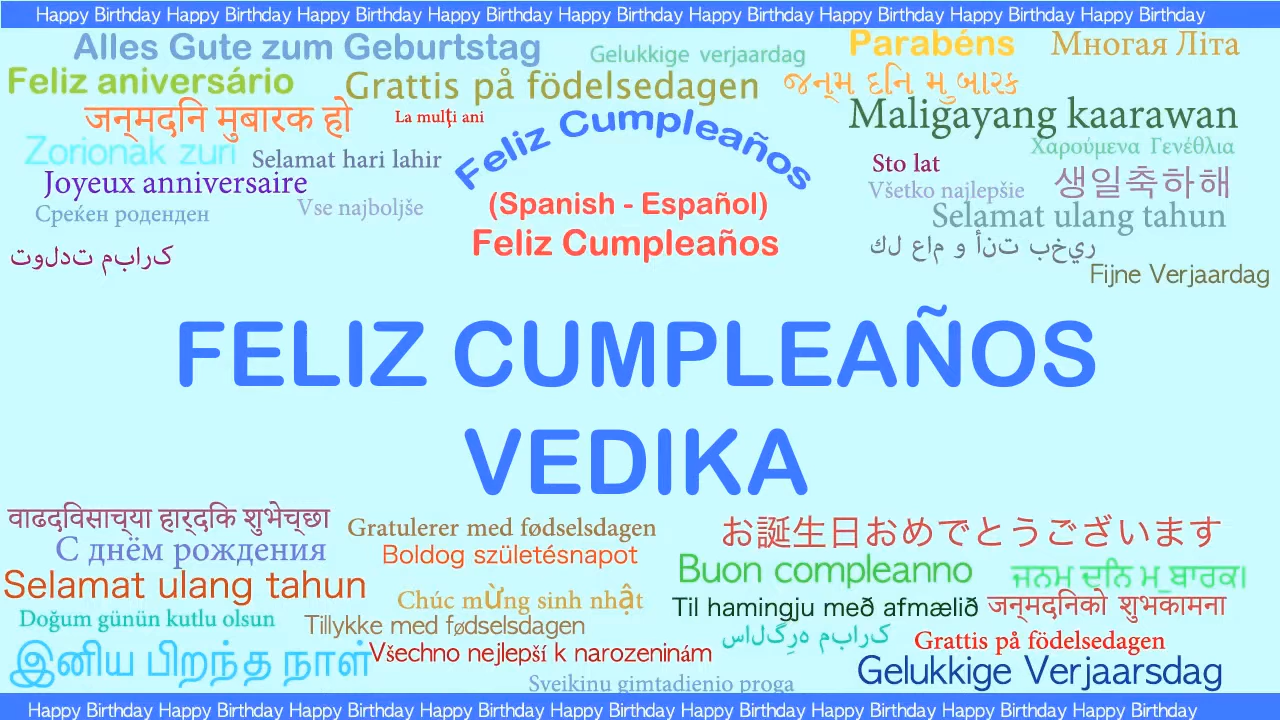 Happy Birthday Happy Birthday Happy Birthday Happy Birthday Happy Birthday Happy Birthday Happy Birthday Happy Birthday Happy Birthday
Alles Gute zum Geburtstag
Gelukkige verjaardag
Parabéns
Многая Літа
Feliz aniversário
Grattis på födelsedagen
જન્મ દિન મુબારક
जन्मदिन मुबारक हो
La mulţi ani
Feliz Cumpleaños
Maligayang kaarawan
Zorionak zuri
Selamat hari lahir
Χαρούμενα Γενέθλια
Sto lat
Joyeux anniversaire
Všetko najlepšie
생일축하해
Среќен роденден
Vse najboljše
(Spanish - Español)
Selamat ulang tahun
Feliz Cumpleaños
تولدت مبارک
كل عام و أنت بخير
Fijne Verjaardag
FELIZ CUMPLEAÑOS
VEDIKA
वाढदिवसाच्या हार्दिक शुभेच्छा
Gratulerer med fødselsdagen
お誕生日おめでとうございます
С днём рождения
Boldog születésnapot
Buon compleanno
ਜਨਮ ਦਿਨ ਮੁਬਾਰਕ।
Selamat ulang tahun
Chúc mừng sinh nhật
Til hamingju með afmælið
जन्मदिनको शुभकामना
Doğum günün kutlu olsun
Tillykke med fødselsdagen
سالگرہ مبارک
Grattis på födelsedagen
இனிய பிறந்த நாள்
Všechno nejlepší k narozeninám
Gelukkige Verjaarsdag
Sveikinu gimtadienio proga
Happy Birthday Happy Birthday Happy Birthday Happy Birthday Happy Birthday Happy Birthday Happy Birthday Happy Birthday Happy Birthday